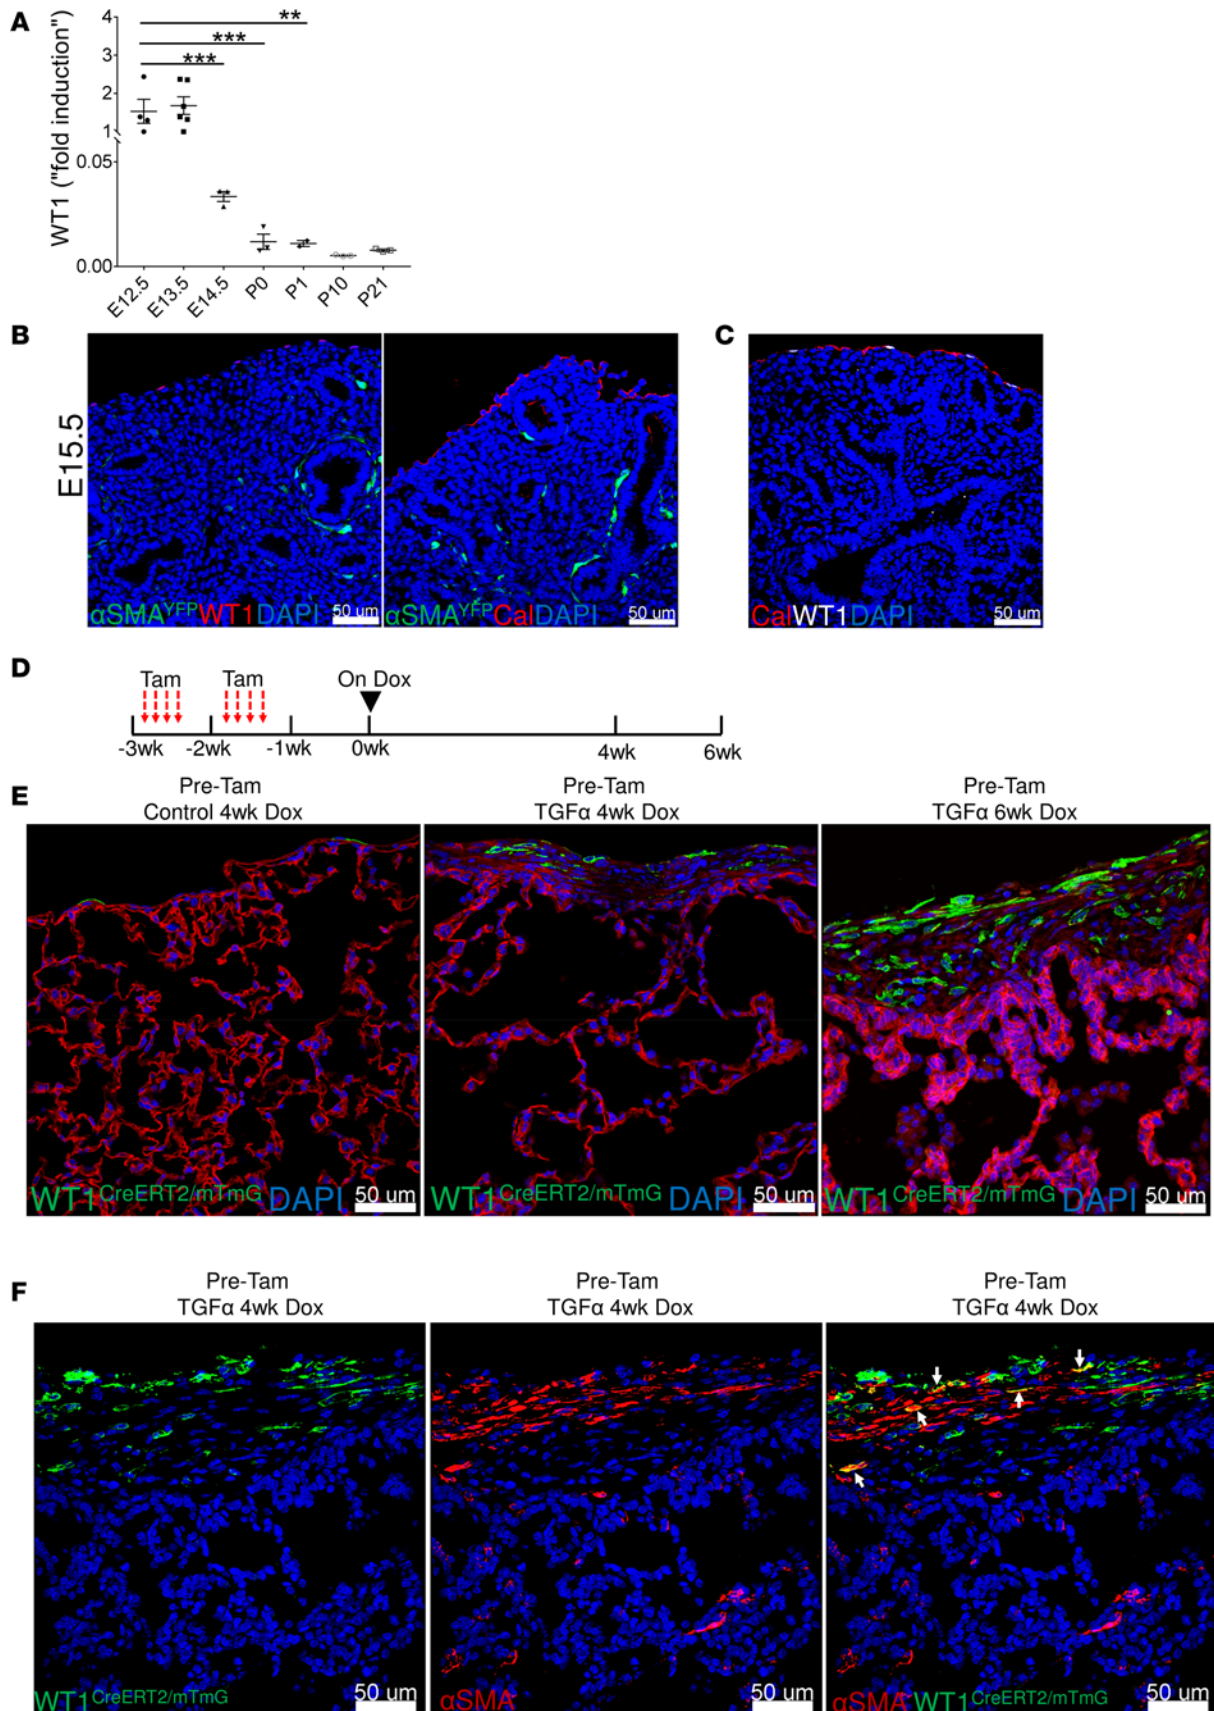 A
WT1 ("fold induction")
4
3
2
1
0.05
0.00
**
***
***
E12.5
E13.5
E14.5
P0
P1
P10
P21
B
E15.5
αSMAYFPWT1DAPI
50 um
αSMAYFPCalDAPI
50 um
C
CalWT1DAPI
50 um
D
Tam
Tam
On Dox
-3wk
-2wk
-1wk
0wk
4wk
6wk
E
Pre-Tam
Control 4wk Dox
Pre-Tam
TGFα 4wk Dox
Pre-Tam
TGFα 6wk Dox
WT1CreERT2/mTmG DAPI
50 um
WT1CreERT2/mTmG DAPI
50 um
WT1CreERT2/mTmG DAPI
50 um
F
Pre-Tam
TGFα 4wk Dox
Pre-Tam
TGFα 4wk Dox
Pre-Tam
TGFα 4wk Dox
WT1CreERT2/mTmG
50 um
αSMA
50 um
αSMA WT1CreERT2/mTmG
50 um